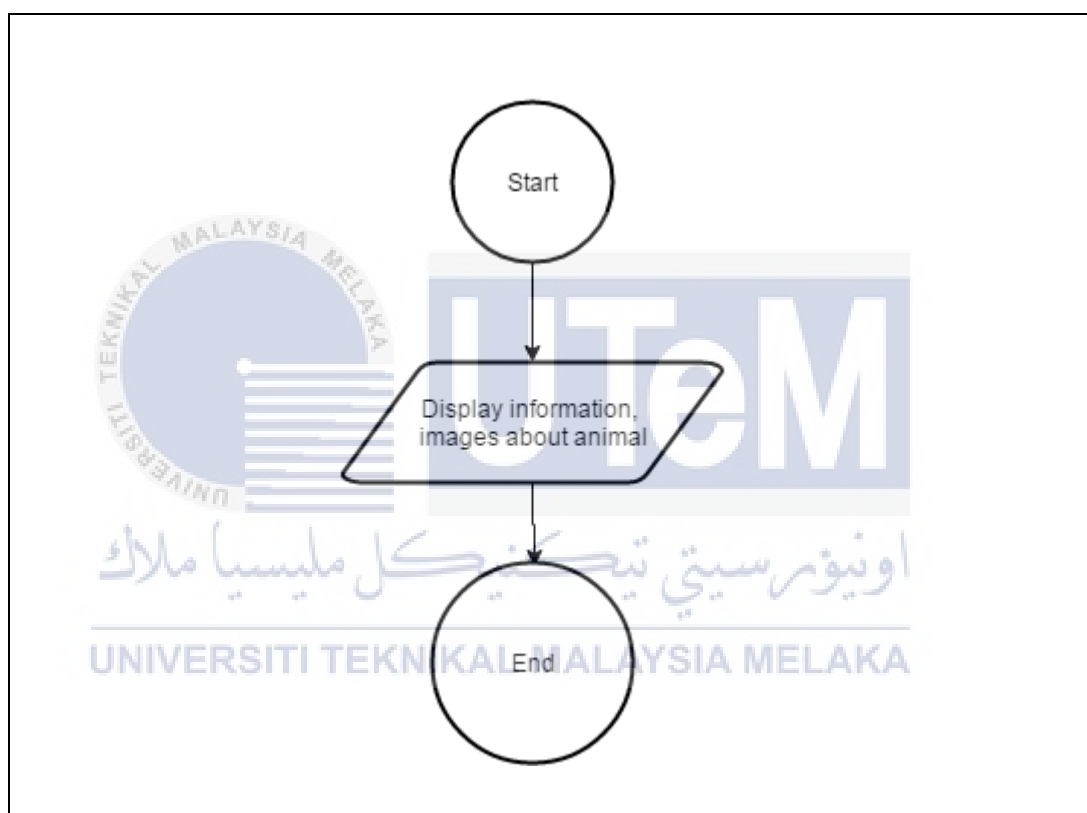 Start
UNIVERSITI TEKNIKAL MALAYSIA MELAKA
UTeM
Display information,
images about animal
اونيۏرسيتي تيكنيكل مليسيا ملاك
UNIVERSITI TEKNIKAL MALAYSIA MELAKA
End